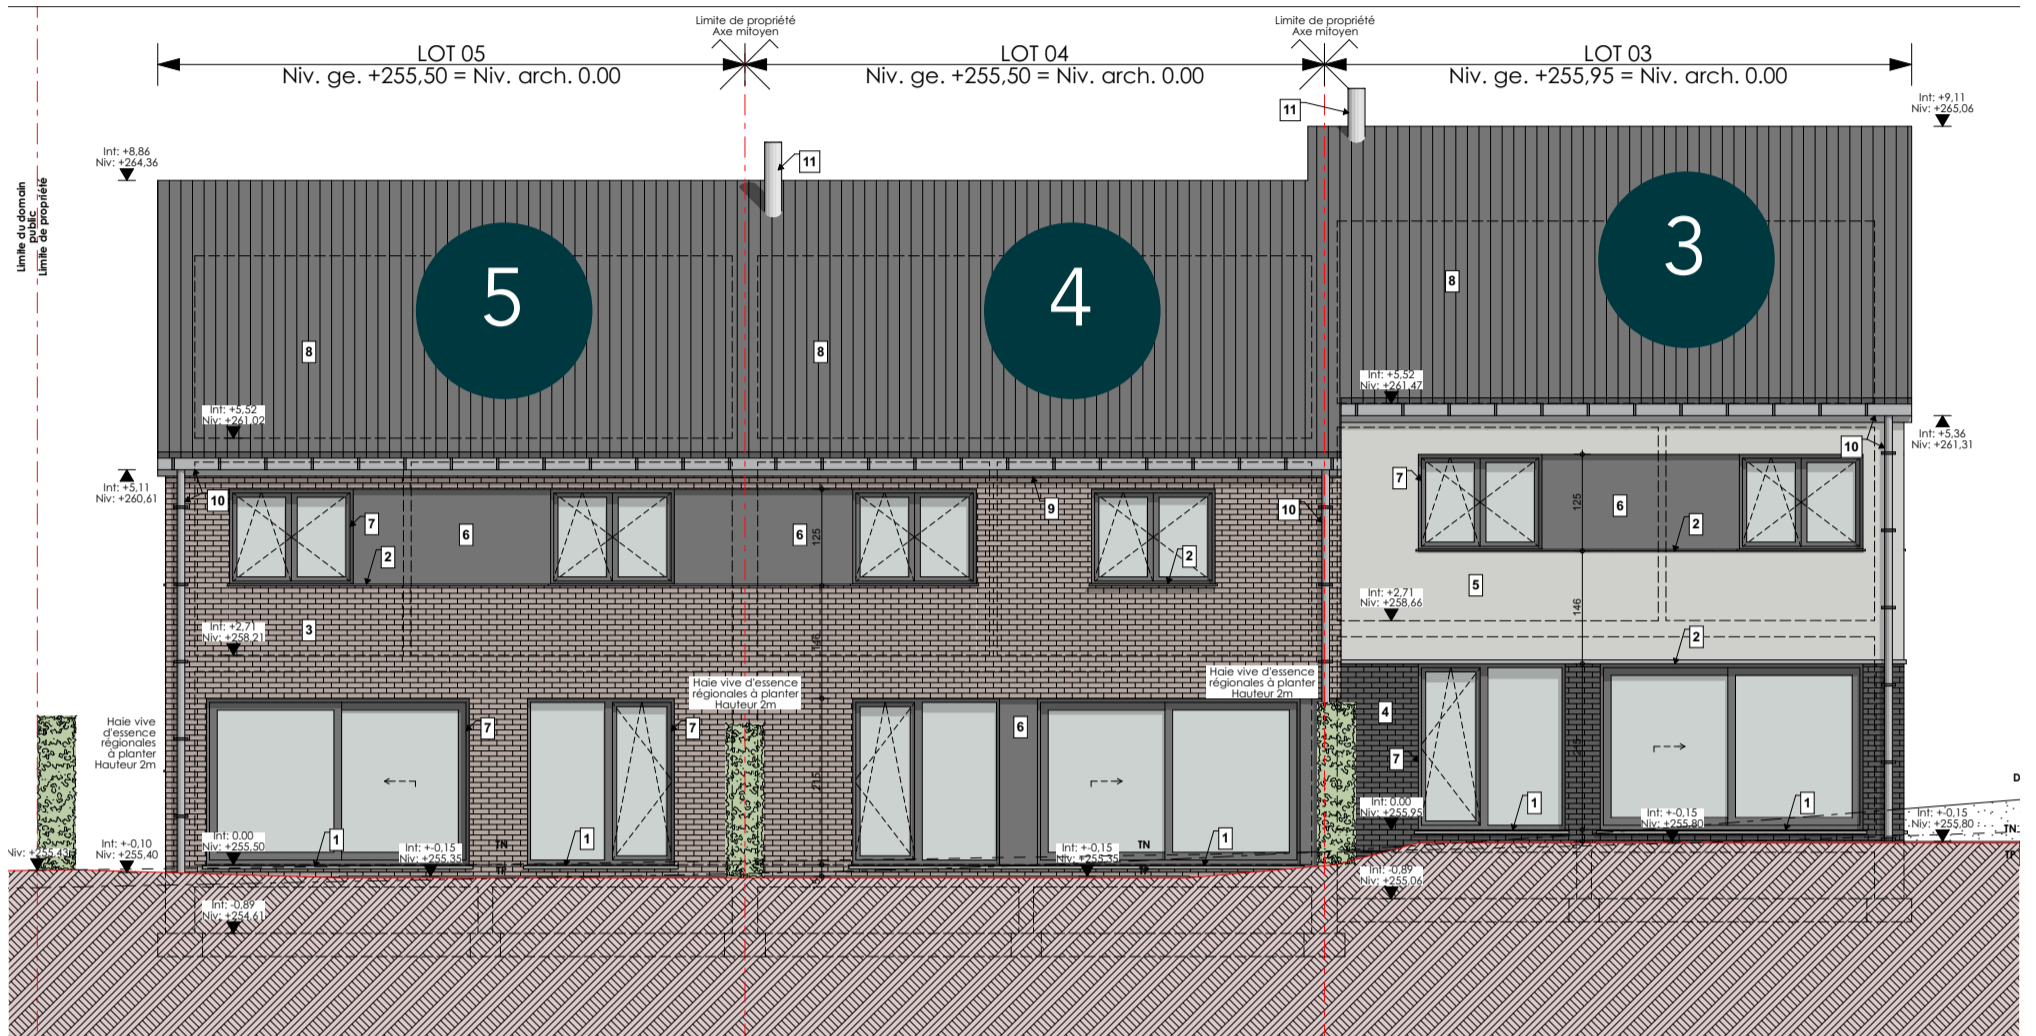 Limite de propriété
Axe mitoyen
Limite de propriété
Axe mitoyen
LOT 05
Niv. ge. +255,50 = Niv. arch. 0.00
LOT 04
Niv. ge. +255,50 = Niv. arch. 0.00
LOT 03
Niv. ge. +255,95 = Niv. arch. 0.00
11
11
Int: +9,11
Niv: +265,06
Int: +8,86
Niv: +264,36
Limite du domain
public
Limite de propriété
5
4
3
8
8
8
Int: +5,52
Niv: +261,02
Int: +5,52
Niv: +261,47
Int: +5,36
Niv: +261,31
Int: +5,11
Niv: +260,61
10
7
6
2
6
125
9
10
2
7
125
6
2
10
3
Int: +2,71
Niv: +258,21
146
5
Int: +2,71
Niv: +258,66
146
2
Haie vive d'essence
régionales à planter
Hauteur 2m
Haie vive d'essence
régionales à planter
Hauteur 2m
Haie vive
d'essence
régionales
à planter
Hauteur 2m
7
7
6
4
7
215
1
1
1
1
1
Int: 0.00
Niv: +255,50
Int: +-0,10
Niv: +255,40
Int: +-0,15
Niv: +255,35
TN
TP
Int: +-0,15
Niv: +255,35
TN
TP
Int: 0.00
Niv: +255,95
Int: +-0,15
Niv: +255,80
Int: +-0,15
Niv: +255,80
D
TN
TP
Int: -0,89
Niv: +254,61
Int: -0,89
Niv: +255,06